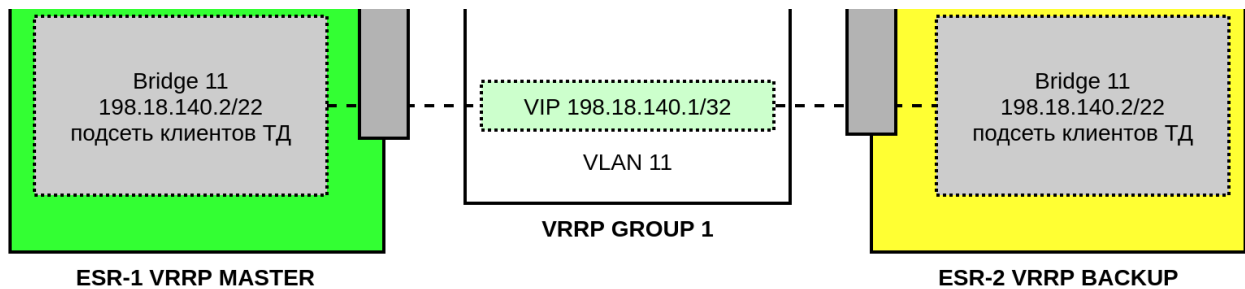 Bridge 11
198.18.140.2/22
подсеть клиентов ТД
VIP 198.18.140.1/32
VLAN 11
VRRP GROUP 1
Bridge 11
198.18.140.2/22
подсеть клиентов ТД
ESR-1 VRRP MASTER
ESR-2 VRRP BACKUP